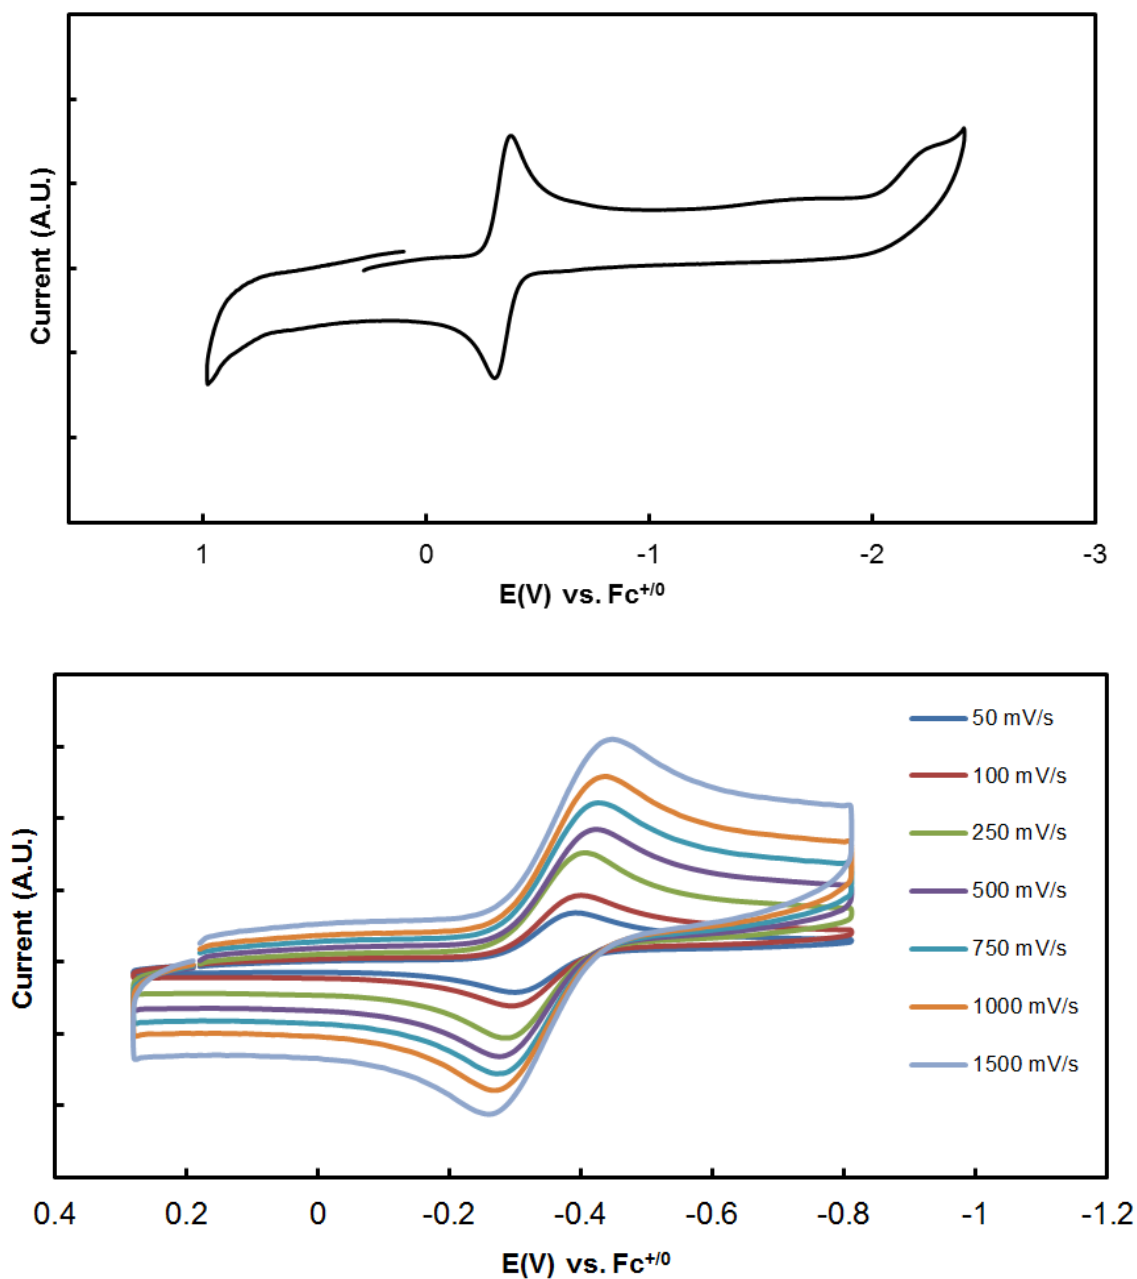 Current (A.U.)
1 0 -1 -2 -3
E(V) vs. Fc+/0
Current (A.U.)
50 mV/s
100 mV/s
250 mV/s
500 mV/s
750 mV/s
1000 mV/s
1500 mV/s
0.4 0.2 0 -0.2 -0.4 -0.6 -0.8 -1 -1.2
E(V) vs. Fc+/0